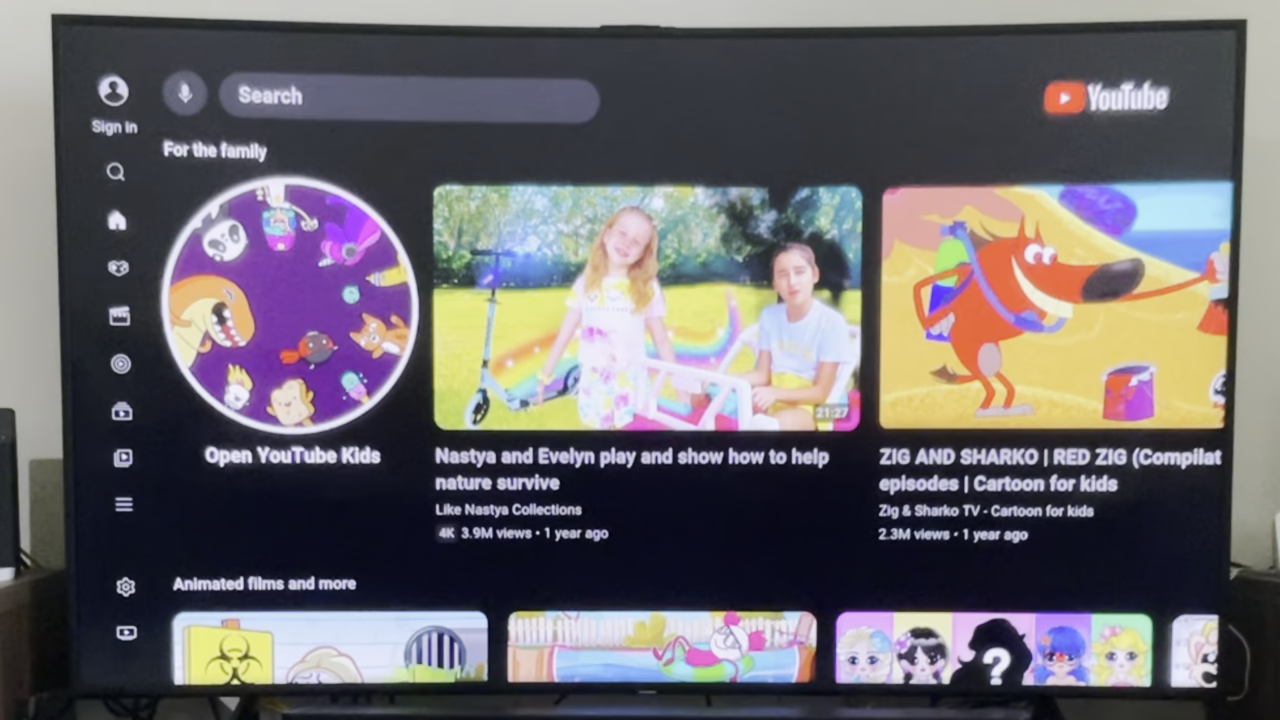 Search
YouTube
Sign in
For the family
21:27
Open YouTube Kids
Nastya and Evelyn play and show how to help
nature survive
Like Nastya Collections
4K 3.9M views • 1 year ago
ZIG AND SHARKO | RED ZIG (Compilat
episodes | Cartoon for kids
Zig & Sharko TV - Cartoon for kids
2.3M views • 1 year ago
Animated films and more
?